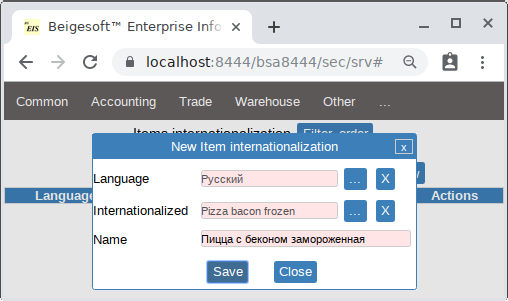 EIS
Beigesoft™ Enterprise Info
localhost:8444/bsa8444/sec/srv#
Common Accounting Trade Warehouse Other ...
Items internationalization Filter, order
New Item internationalization x
Language Actions
Language Русский ... X
Internationalized Pizza bacon frozen ... X
Name Пицца с беконом замороженная
Save Close